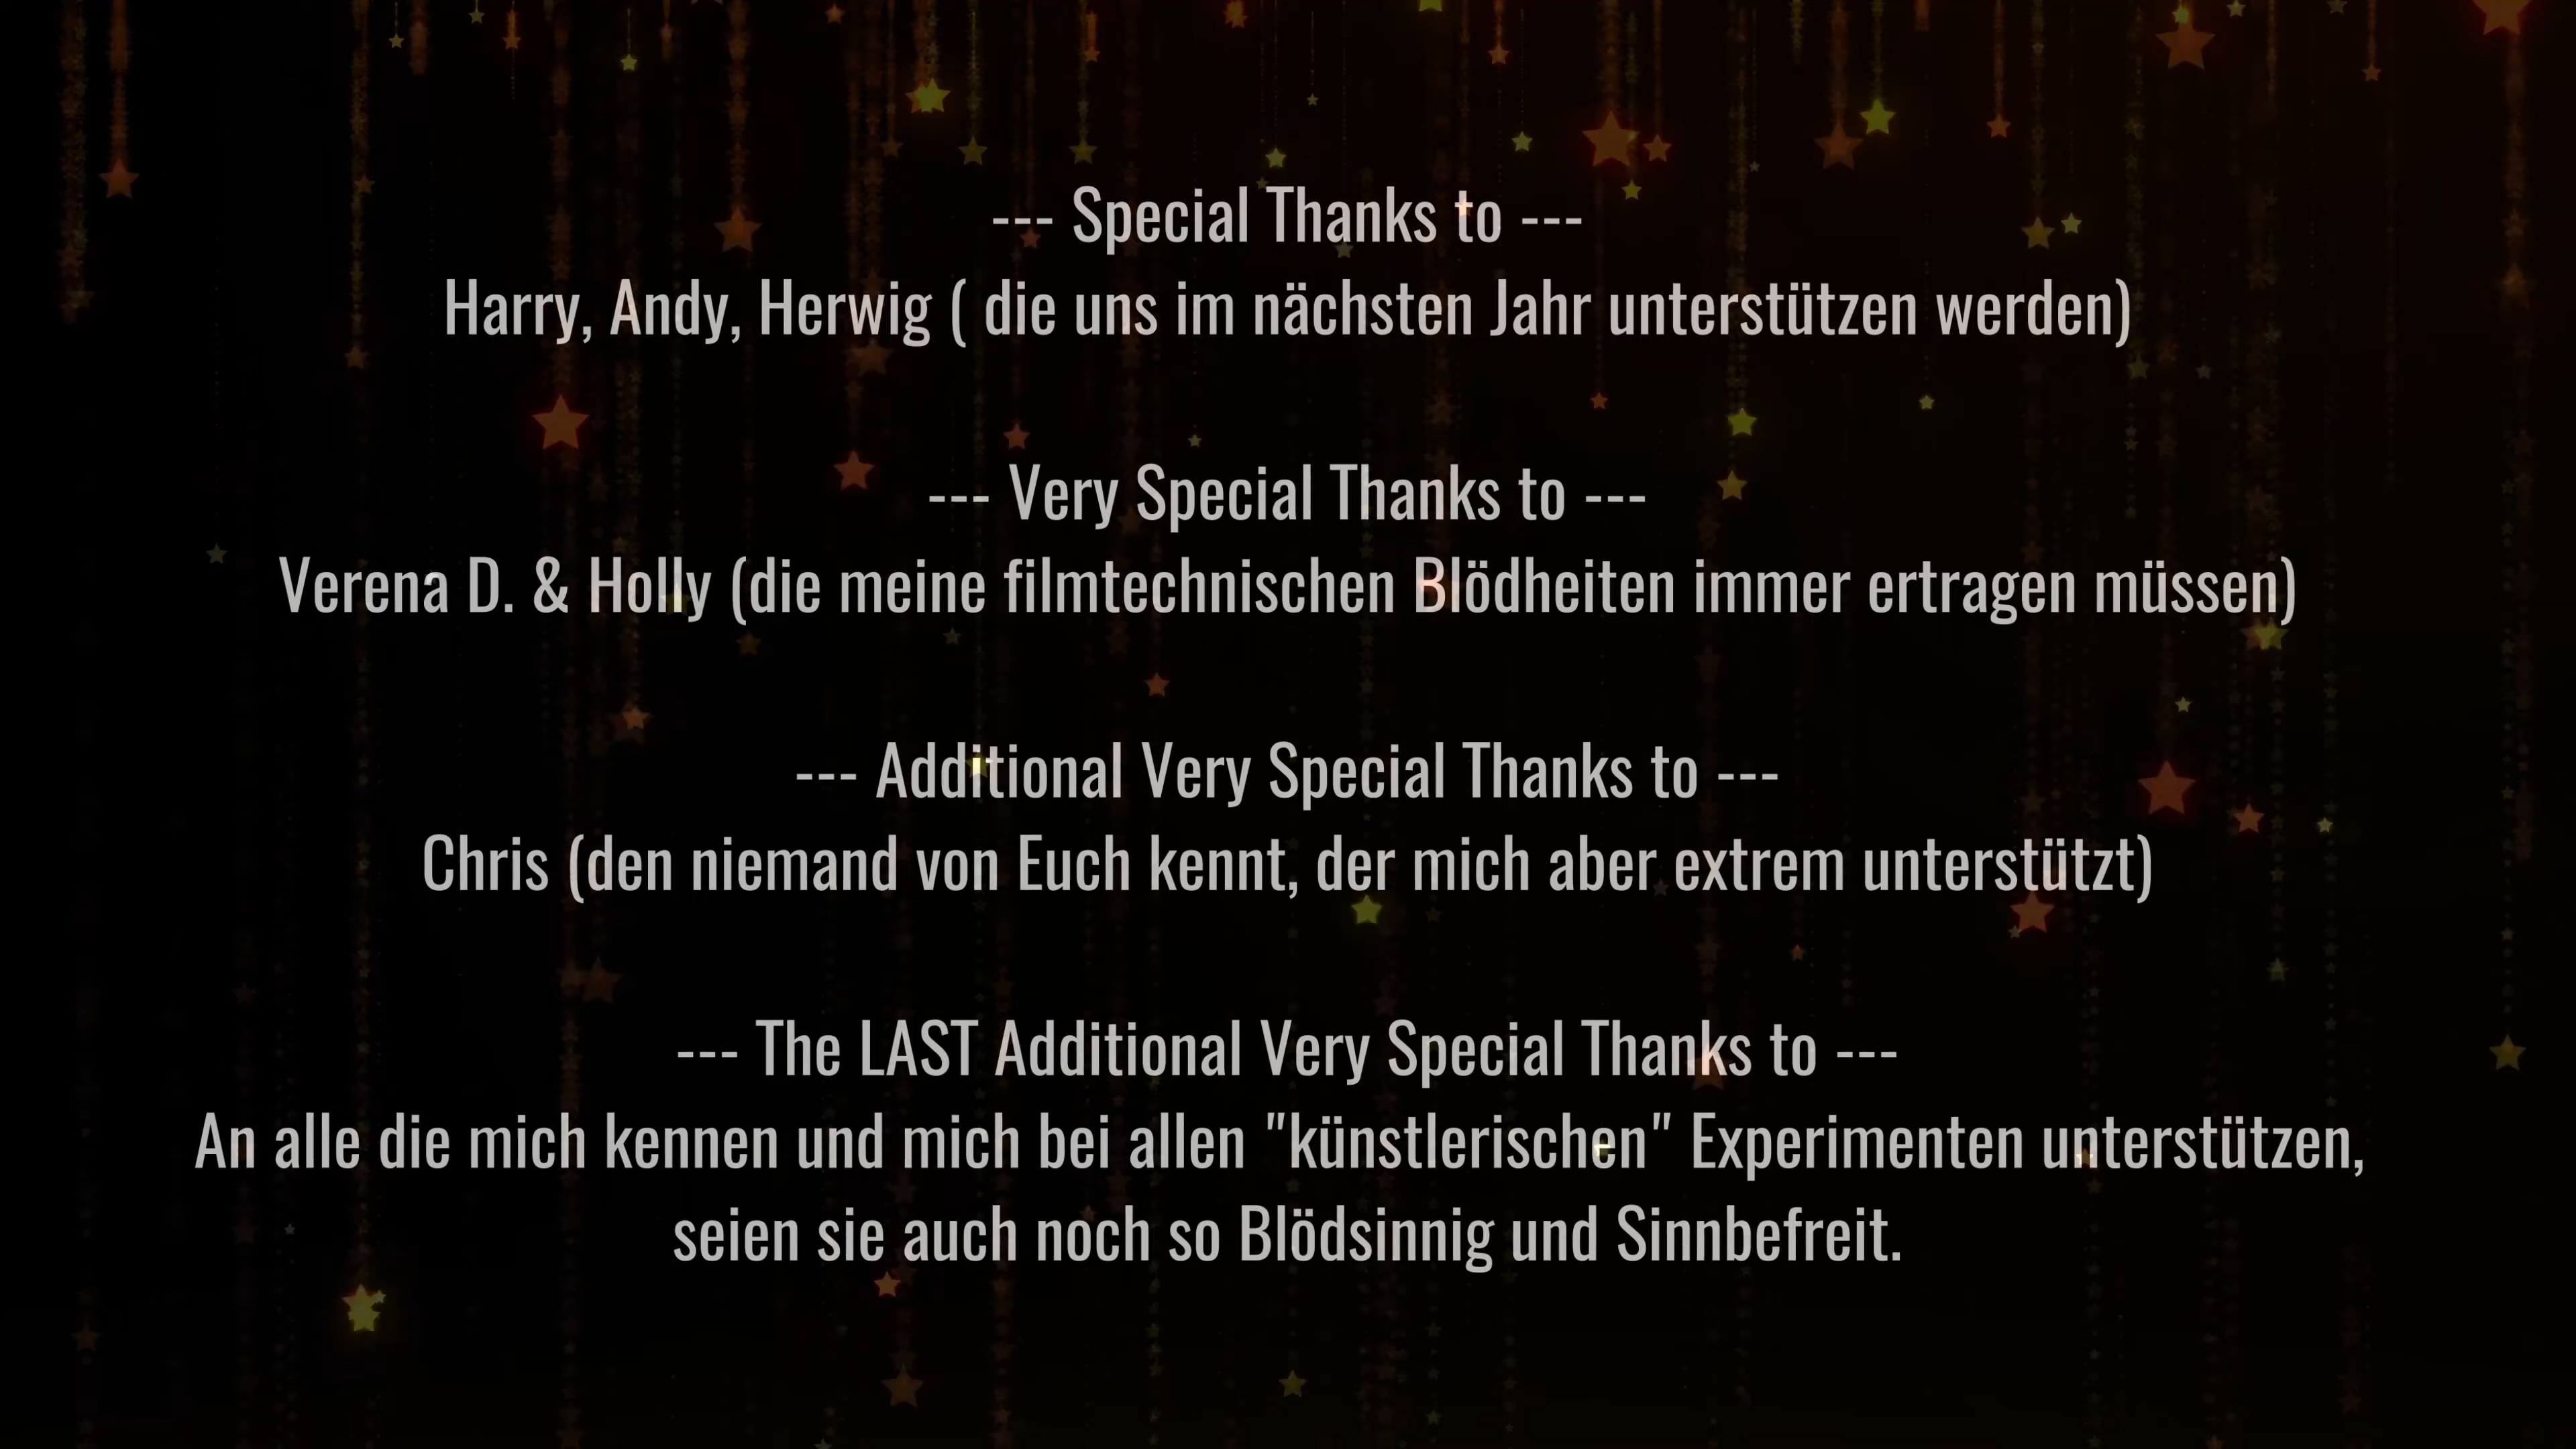 --- Special Thanks to ---
Harry, Andy, Herwig ( die uns im nächsten Jahr unterstützen werden)
--- Very Special Thanks to ---
Verena D. & Holly (die meine filmtechnischen Blödheiten immer ertragen müssen)
--- Additional Very Special Thanks to ---
Chris (den niemand von Euch kennt, der mich aber extrem unterstützt)
--- The LAST Additional Very Special Thanks to ---
An alle die mich kennen und mich bei allen "künstlerischen" Experimenten unterstützen,
seien sie auch noch so Blödsinnig und Sinnbefreit.